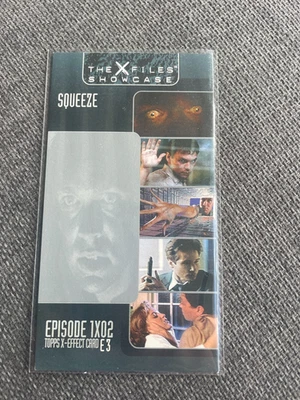 THE X FILES
SHOWCASE
SQUEEZE
EPISODE 1X02
TOPPS X-EFFECT CARD E3